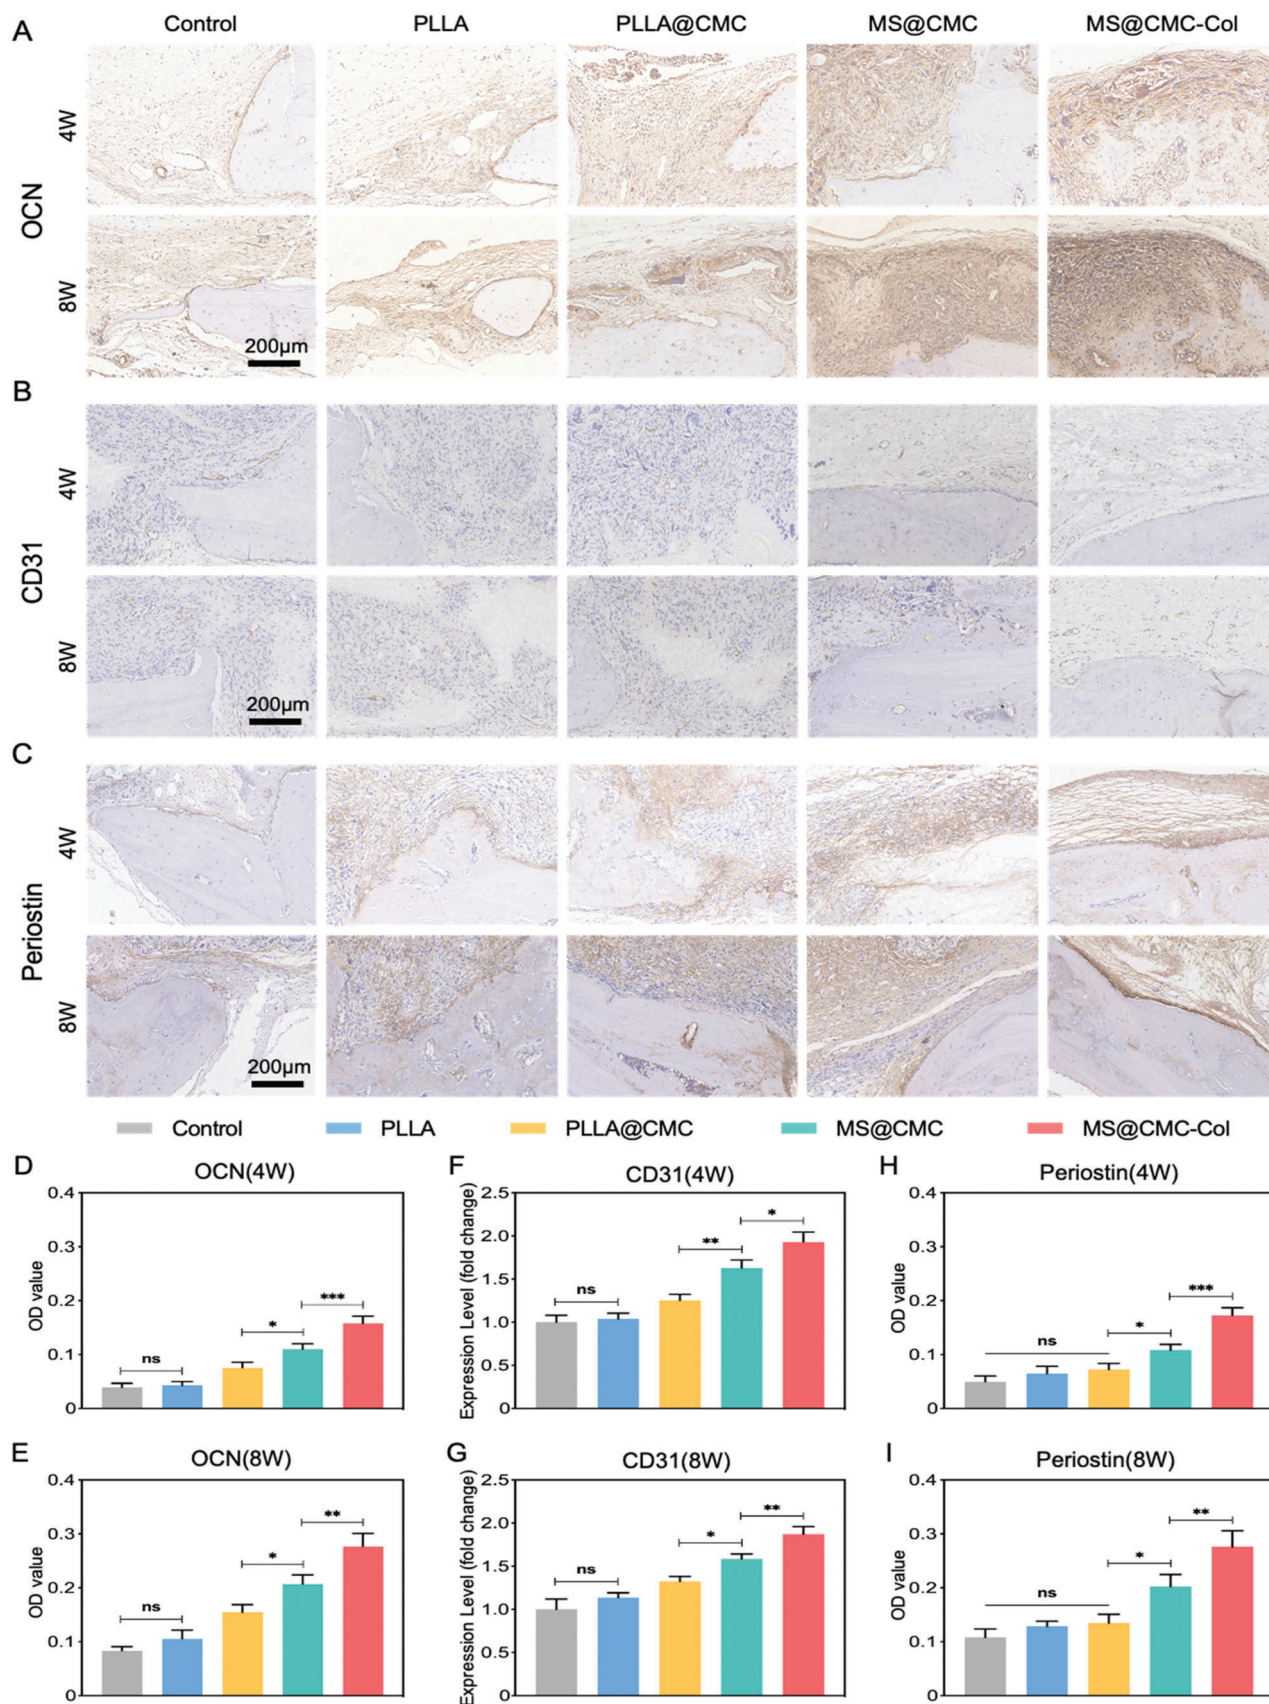 A
Control
PLLA
PLLA@CMC
MS@CMC
MS@CMC-Col
OCN
4W
8W
200μm
B
CD31
4W
8W
200μm
C
Periostin
4W
8W
200μm
Control
PLLA
PLLA@CMC
MS@CMC
MS@CMC-Col
D
OCN(4W)
OD value
0.4
0.3
0.2
0.1
0
ns
*
***
F
CD31(4W)
Expression Level (fold change)
2.5
2.0
1.5
1.0
0.5
0
ns
**
*
H
Periostin(4W)
OD value
0.4
0.3
0.2
0.1
0
ns
*
***
E
OCN(8W)
OD value
0.4
0.3
0.2
0.1
0
ns
*
**
G
CD31(8W)
Expression Level (fold change)
2.5
2.0
1.5
1.0
0.5
0
ns
*
**
I
Periostin(8W)
OD value
0.4
0.3
0.2
0.1
0
ns
*
**